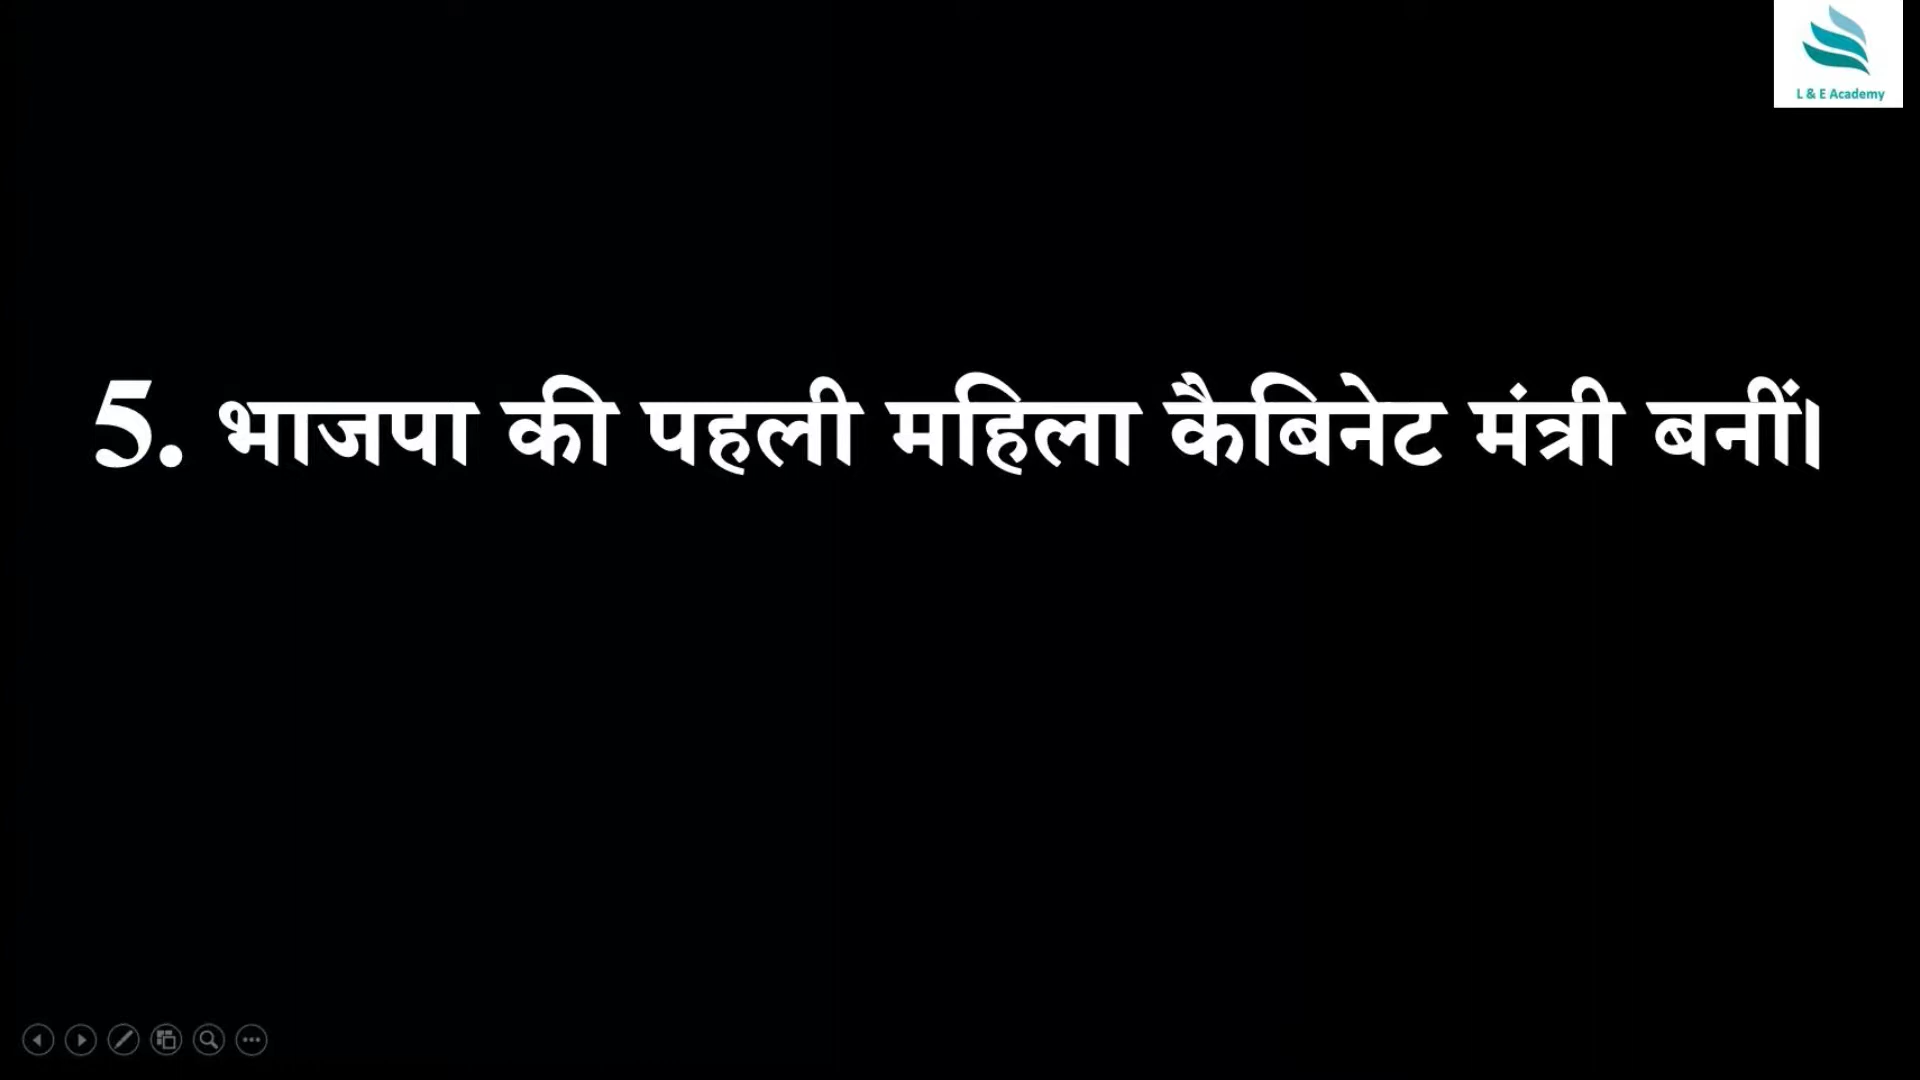 L & E Academy
5. भाजपा की पहली महिला कैबिनेट मंत्री बनीं।